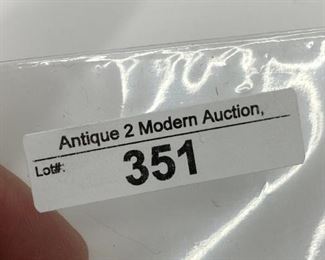 Antique 2 Modern Auction,
Lot#: 351